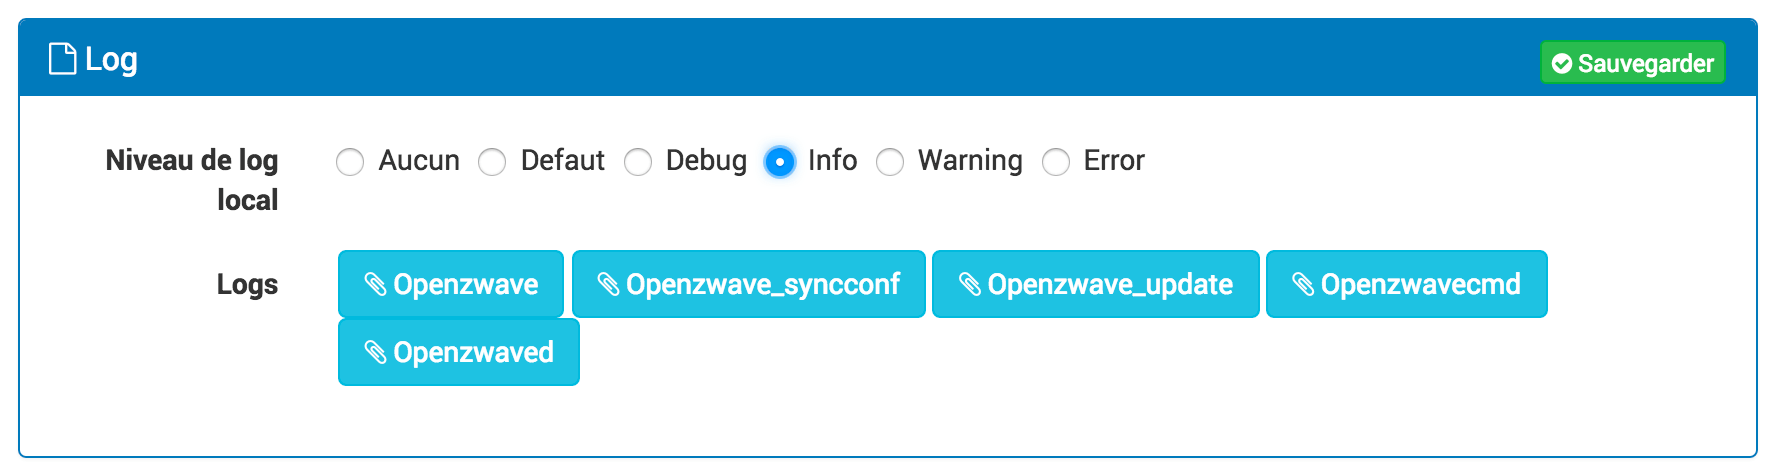 Log
Sauvegarder
Niveau de log local
Aucun Defaut Debug Info Warning Error
Logs
Openzwave Openzwave_syncconf Openzwave_update Openzwavecmd
Openzwaved